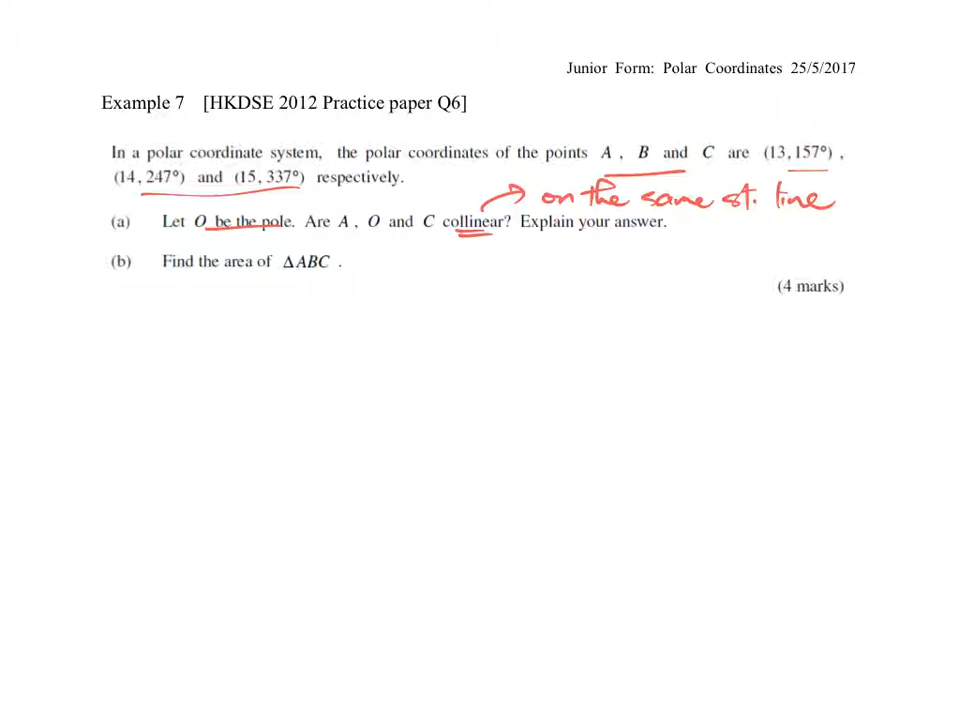 Junior Form: Polar Coordinates 25/5/2017
Example 7 [HKDSE 2012 Practice paper Q6]
In a polar coordinate system, the polar coordinates of the points A , B and C are (13, 157°) ,
(14, 247°) and (15, 337°) respectively.
on the same st. line
(a) Let O be the pole. Are A , O and C collinear? Explain your answer.
(b) Find the area of ΔABC .
(4 marks)